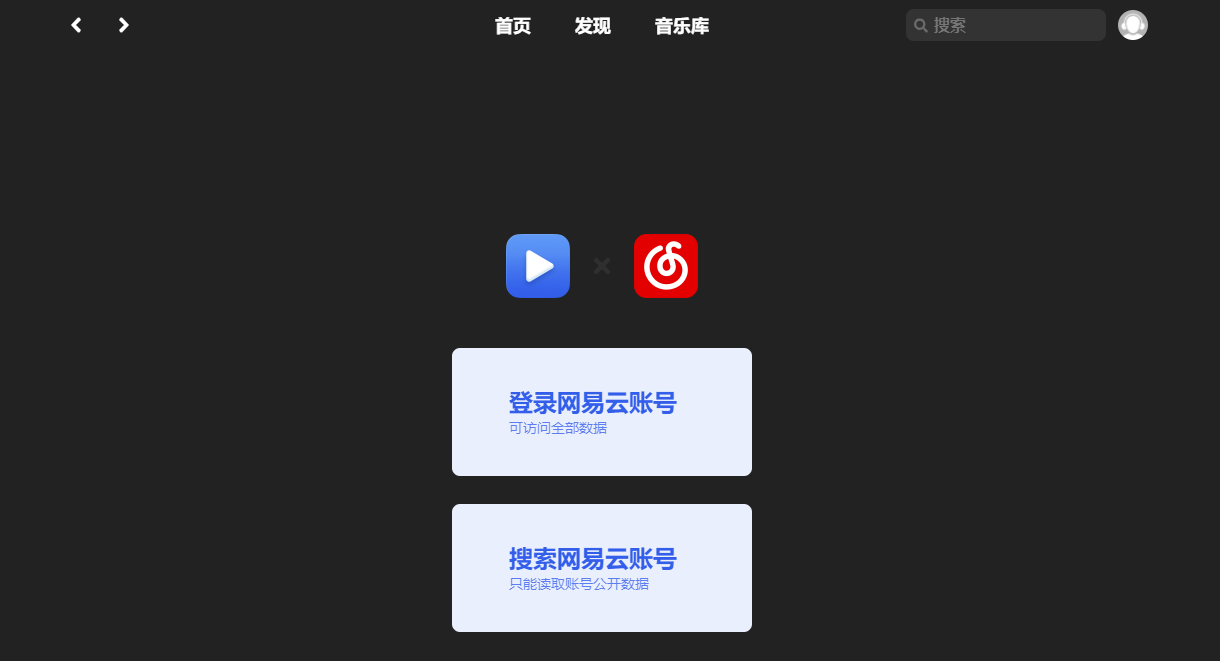 首页 发现 音乐库 搜索
登录网易云账号
可访问全部数据
搜索网易云账号
只能读取账号公开数据